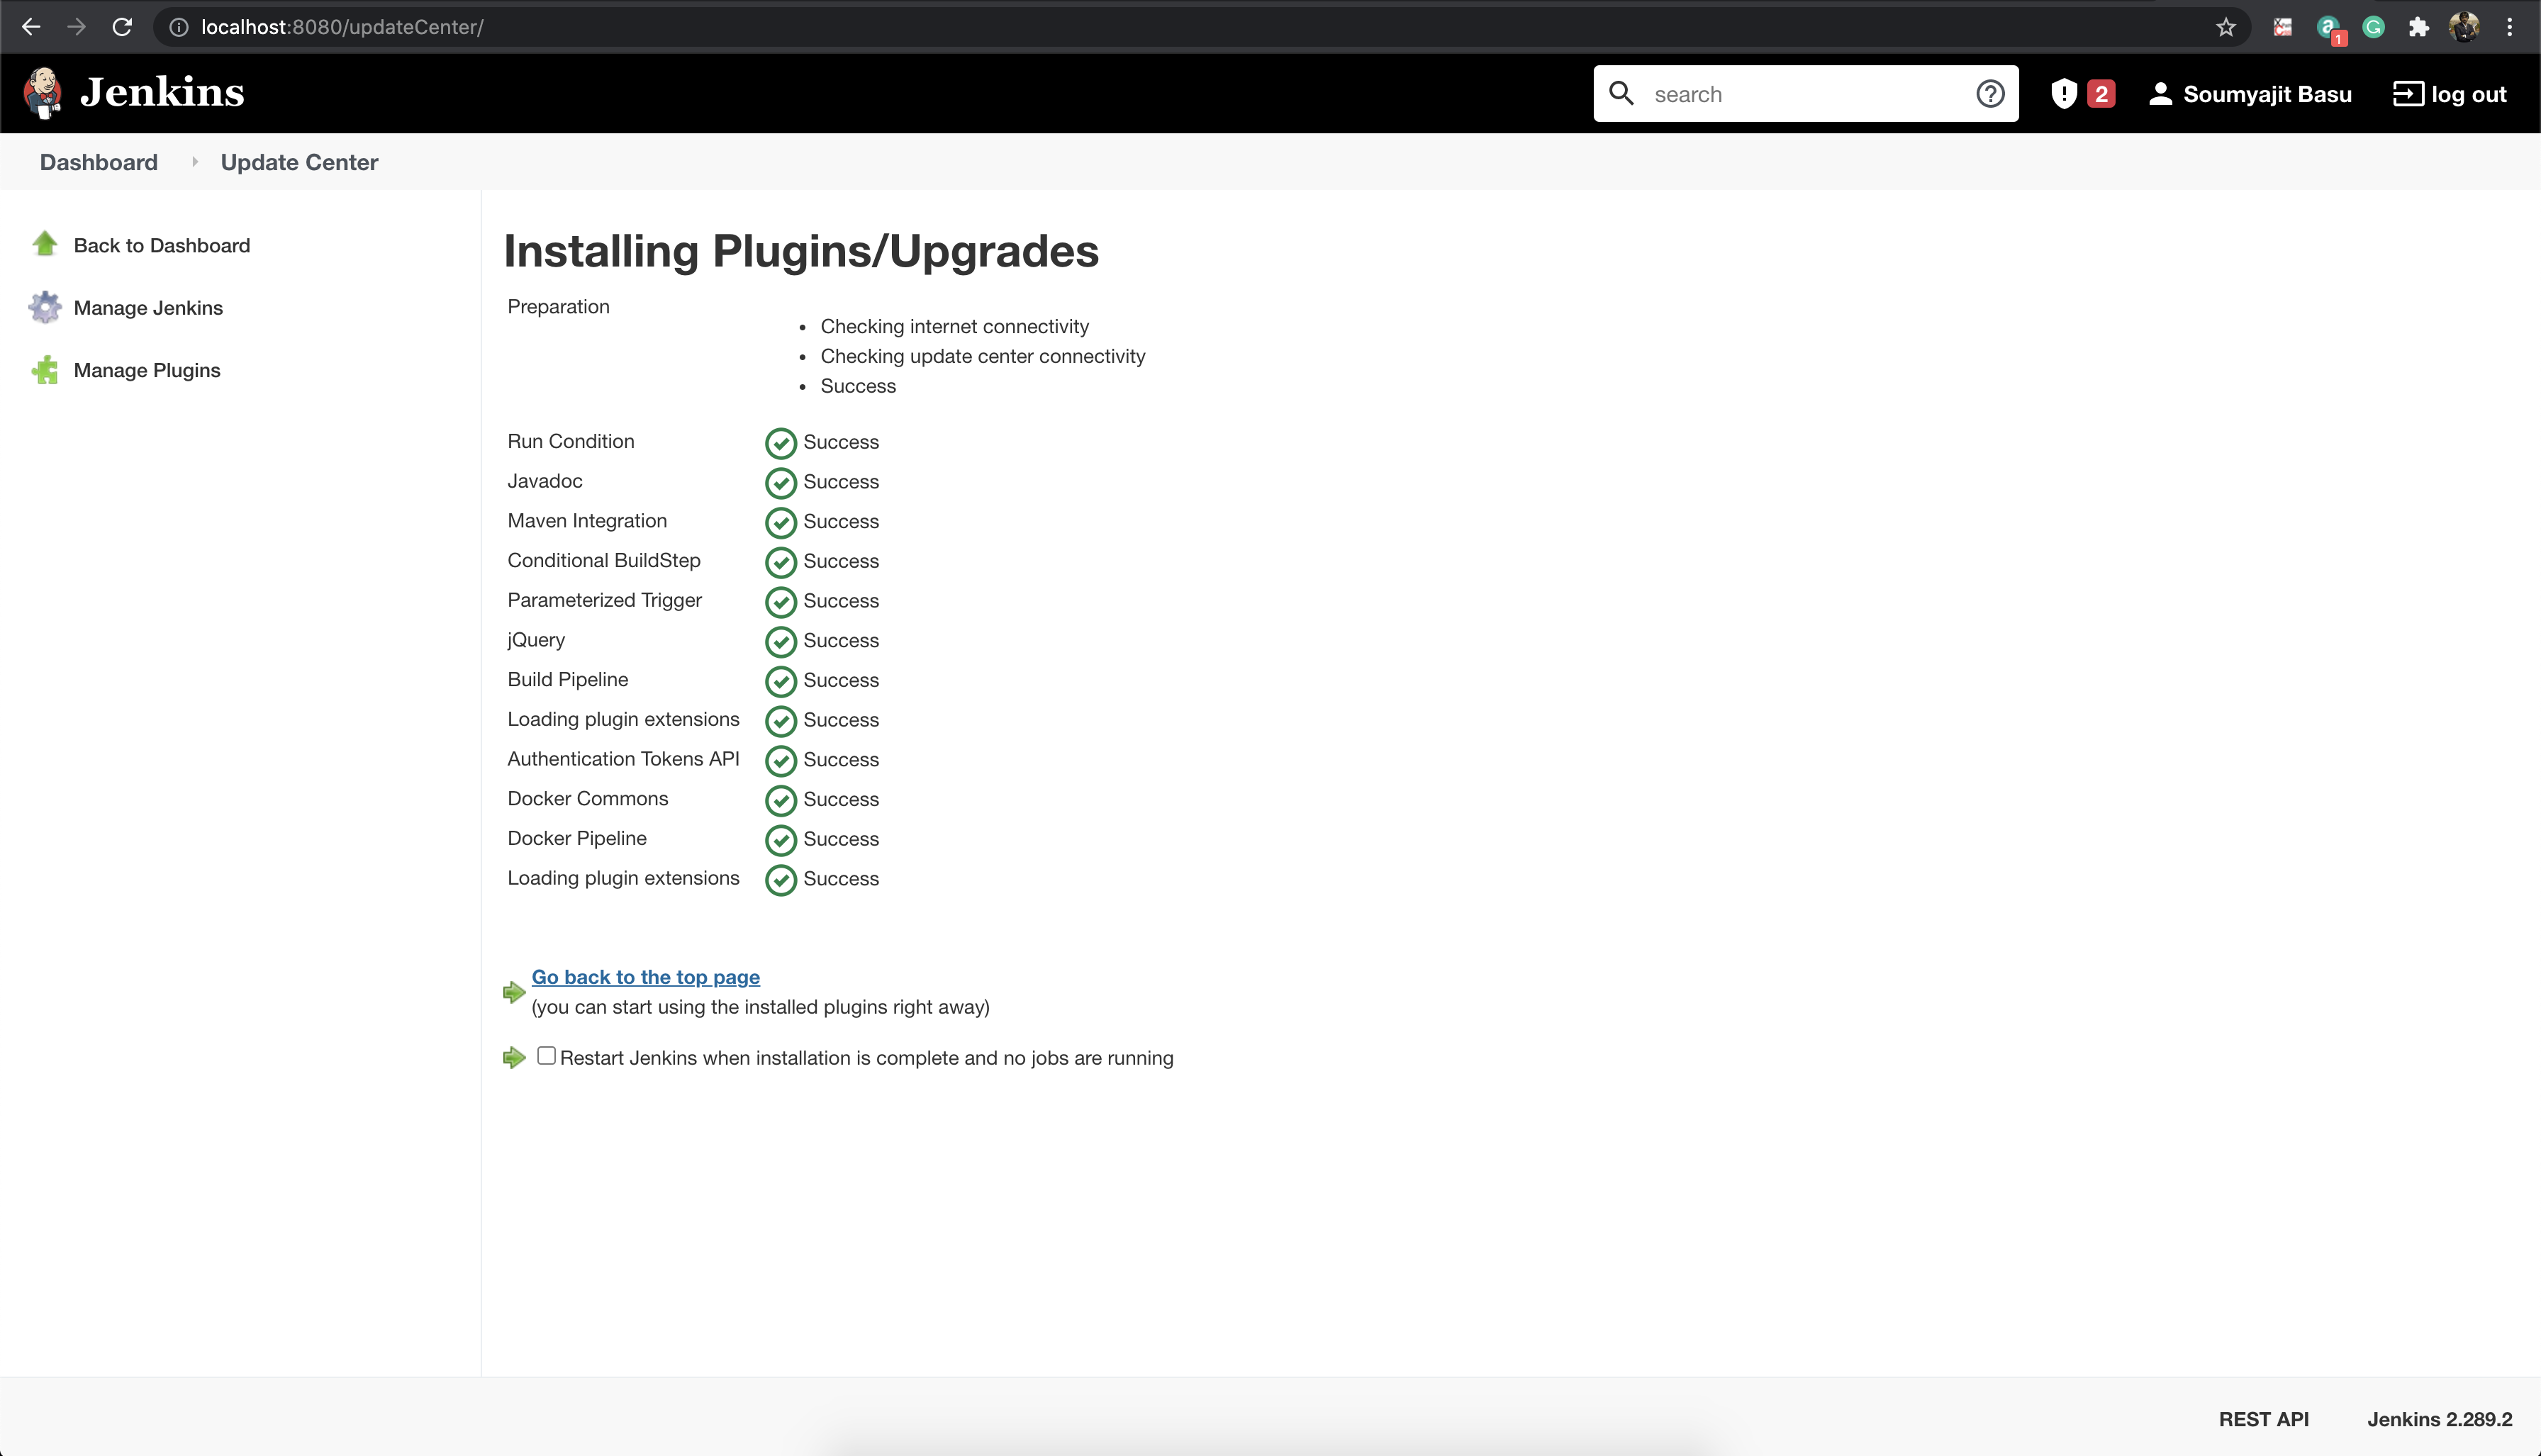 localhost:8080/updateCenter/
1
Jenkins
search
2
Soumyajit Basu
log out
Dashboard
Update Center
Back to Dashboard
Manage Jenkins
Manage Plugins
Installing Plugins/Upgrades
Preparation
Checking internet connectivity
Checking update center connectivity
Success
Run Condition Success
Javadoc Success
Maven Integration Success
Conditional BuildStep Success
Parameterized Trigger Success
jQuery Success
Build Pipeline Success
Loading plugin extensions Success
Authentication Tokens API Success
Docker Commons Success
Docker Pipeline Success
Loading plugin extensions Success
Go back to the top page
(you can start using the installed plugins right away)
Restart Jenkins when installation is complete and no jobs are running
REST API
Jenkins 2.289.2